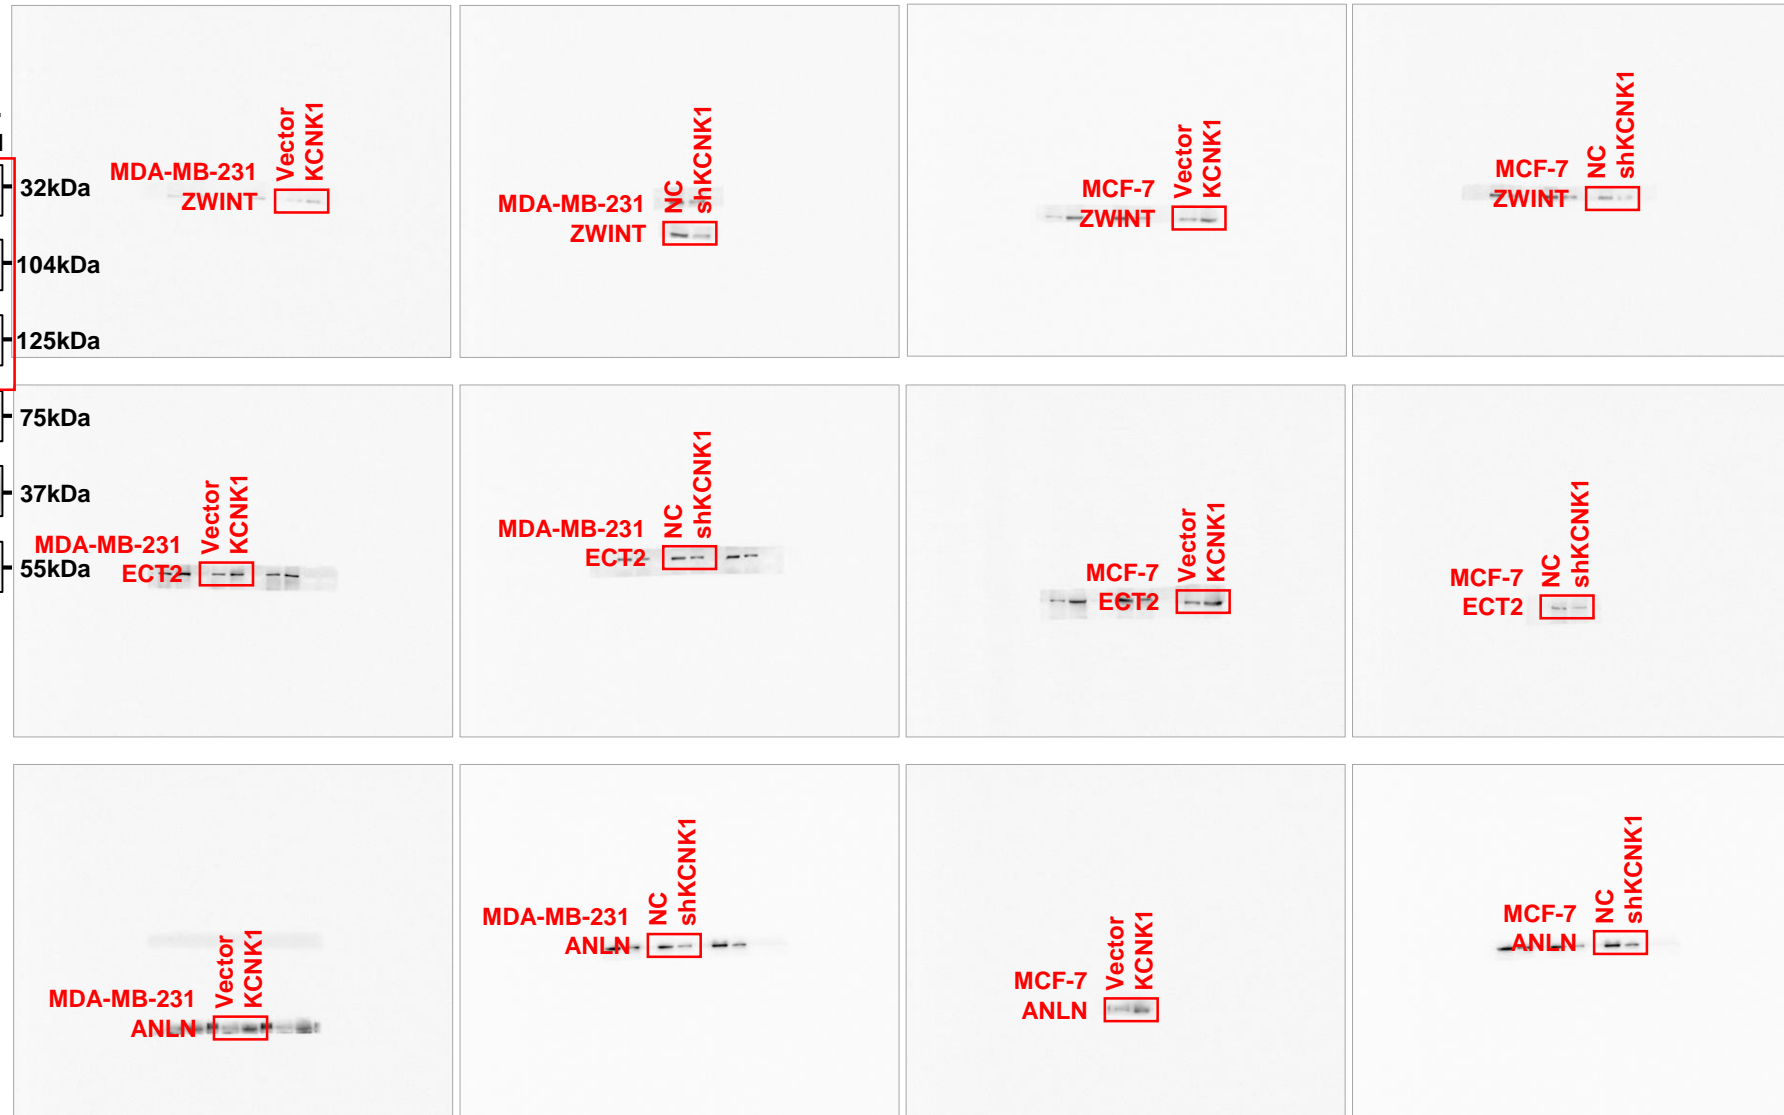 32kDa
104kDa
125kDa
75kDa
37kDa
55kDa
Vector
KCNK1
MDA-MB-231
ZWINT
NC
shKCNK1
MDA-MB-231
ZWINT
Vector
KCNK1
MCF-7
ZWINT
NC
shKCNK1
MCF-7
ZWINT
Vector
KCNK1
MDA-MB-231
ECT2
NC
shKCNK1
MDA-MB-231
ECT2
Vector
KCNK1
MCF-7
ECT2
NC
shKCNK1
MCF-7
ECT2
Vector
KCNK1
MDA-MB-231
ANLN
NC
shKCNK1
MDA-MB-231
ANLN
Vector
KCNK1
MCF-7
ANLN
NC
shKCNK1
MCF-7
ANLN